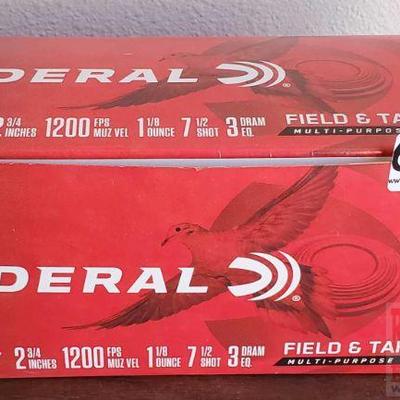 DERAL ®
3/4 INCHES 1200 FPS MUZ VEL 1 1/8 OUNCE 7 1/2 SHOT 3 DRAM EQ. FIELD & TA
MULTI-PURPOSE
DERAL ®
2 3/4 INCHES 1200 FPS MUZ VEL 1 1/8 OUNCE 7 1/2 SHOT 3 DRAM EQ. FIELD & TAR
MULTI-PURPOSE